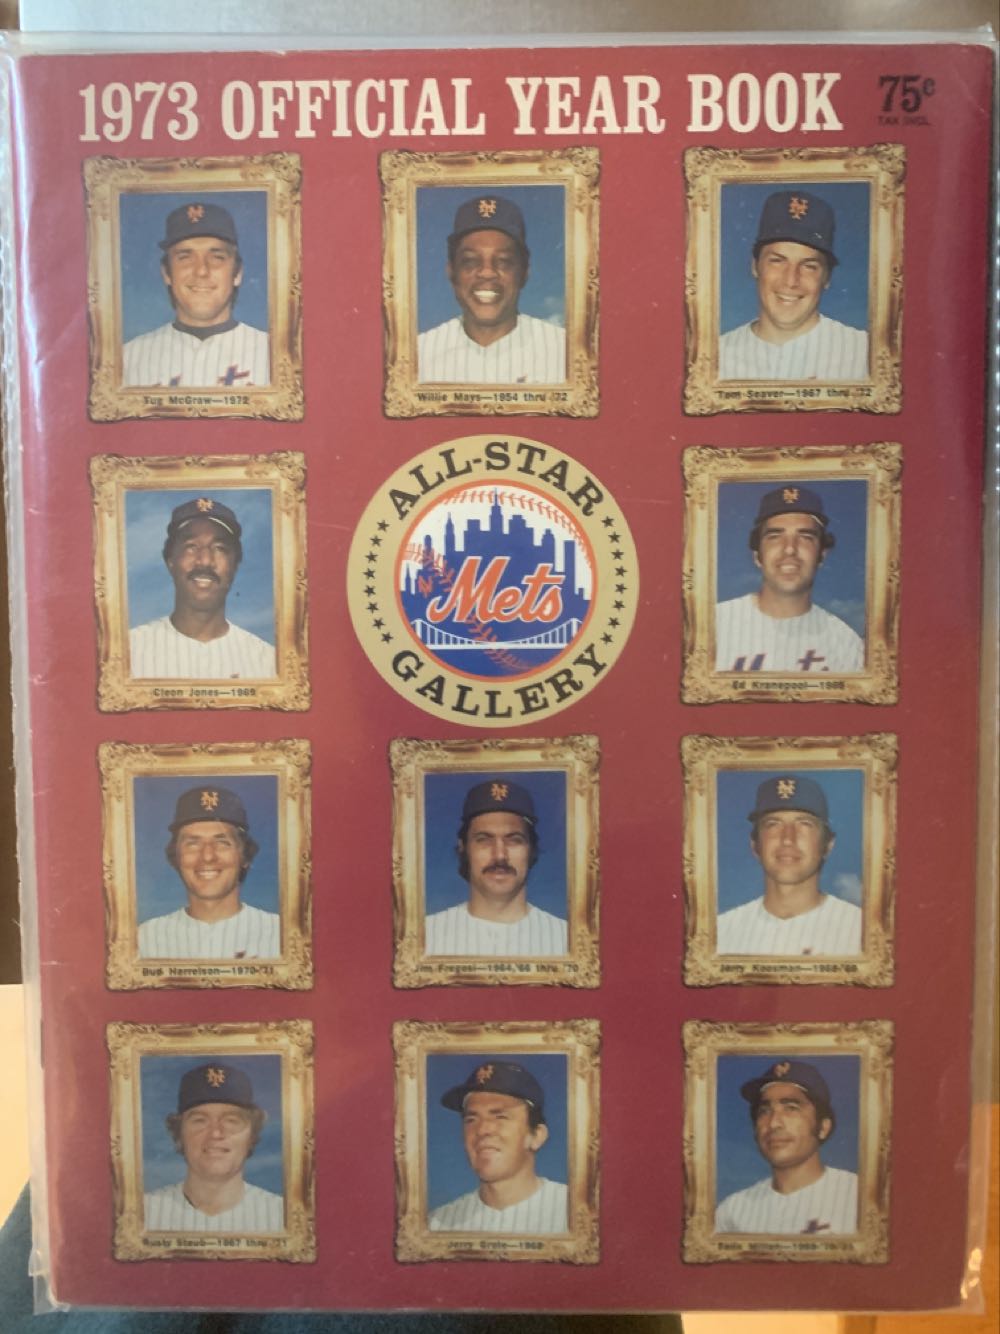 1973 OFFICIAL YEAR BOOK
75¢
TAX INCL.
Tug McGraw—1972
Willie Mays—1954 thru '72
Tom Seaver—1967 thru '72
ALL-STAR
Mets
GALLERY
Cleon Jones—1969
Ed Kranepool—1965
Bud Harrelson—1970-'71
Jim Fregosi—1964,'66 thru '70
Jerry Koosman—1968-'69
Rusty Staub—1967 thru '71
Jerry Grote—1968
Felix Millan—1969-'70-'71